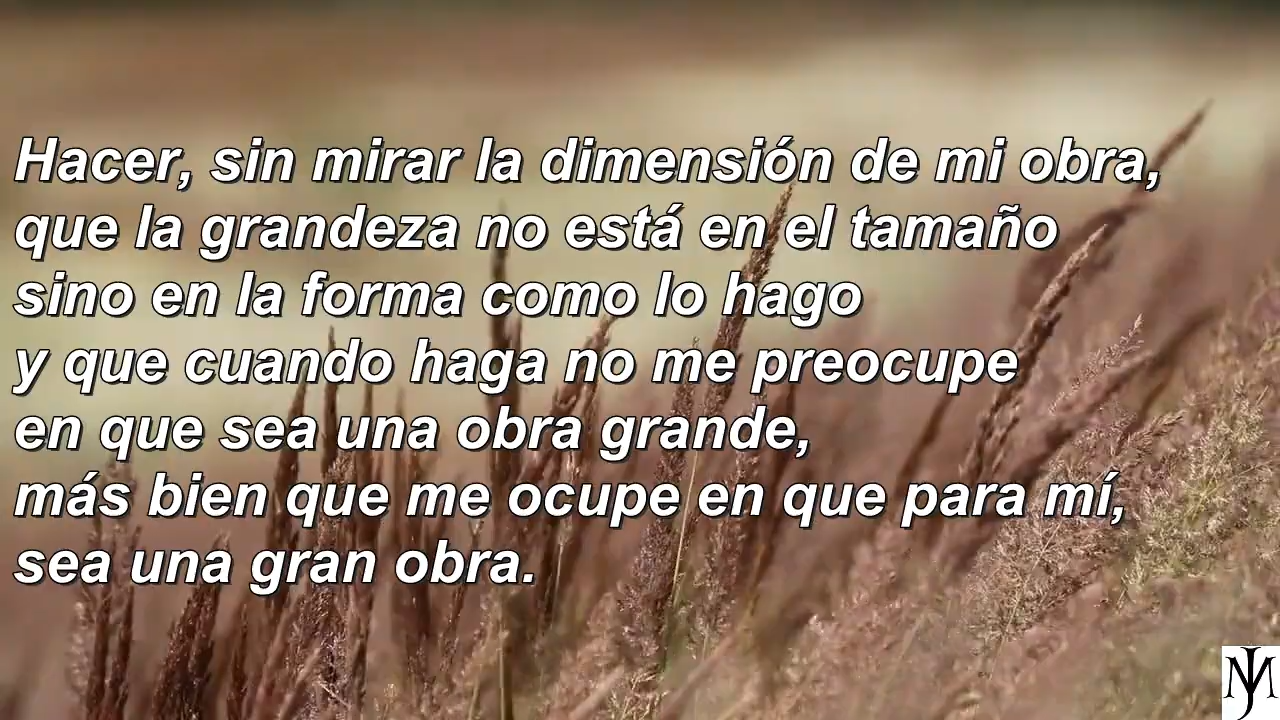 Hacer, sin mirar la dimensión de mi obra,
que la grandeza no está en el tamaño
sino en la forma como lo hago
y que cuando haga no me preocupe
en que sea una obra grande,
más bien que me ocupe en que para mí,
sea una gran obra.